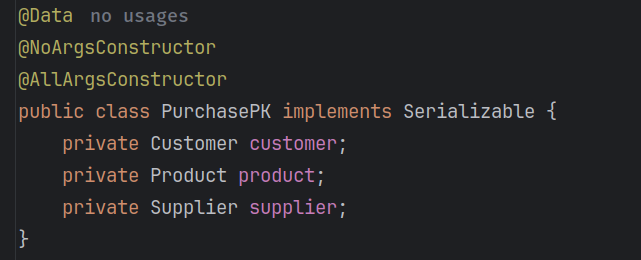 @Data no usages
@NoArgsConstructor
@AllArgsConstructor
public class PurchasePK implements Serializable {
    private Customer customer;
    private Product product;
    private Supplier supplier;
}